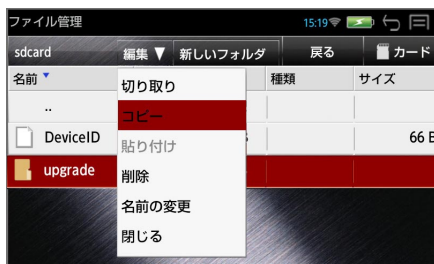 ファイル管理 15:19
sdcard 編集 ▼ 新しいフォルダ 戻る カード
名前 ▼ 種類 サイズ
切り取り
..
コピー
DeviceID 66 B
貼り付け
upgrade
削除
名前の変更
閉じる